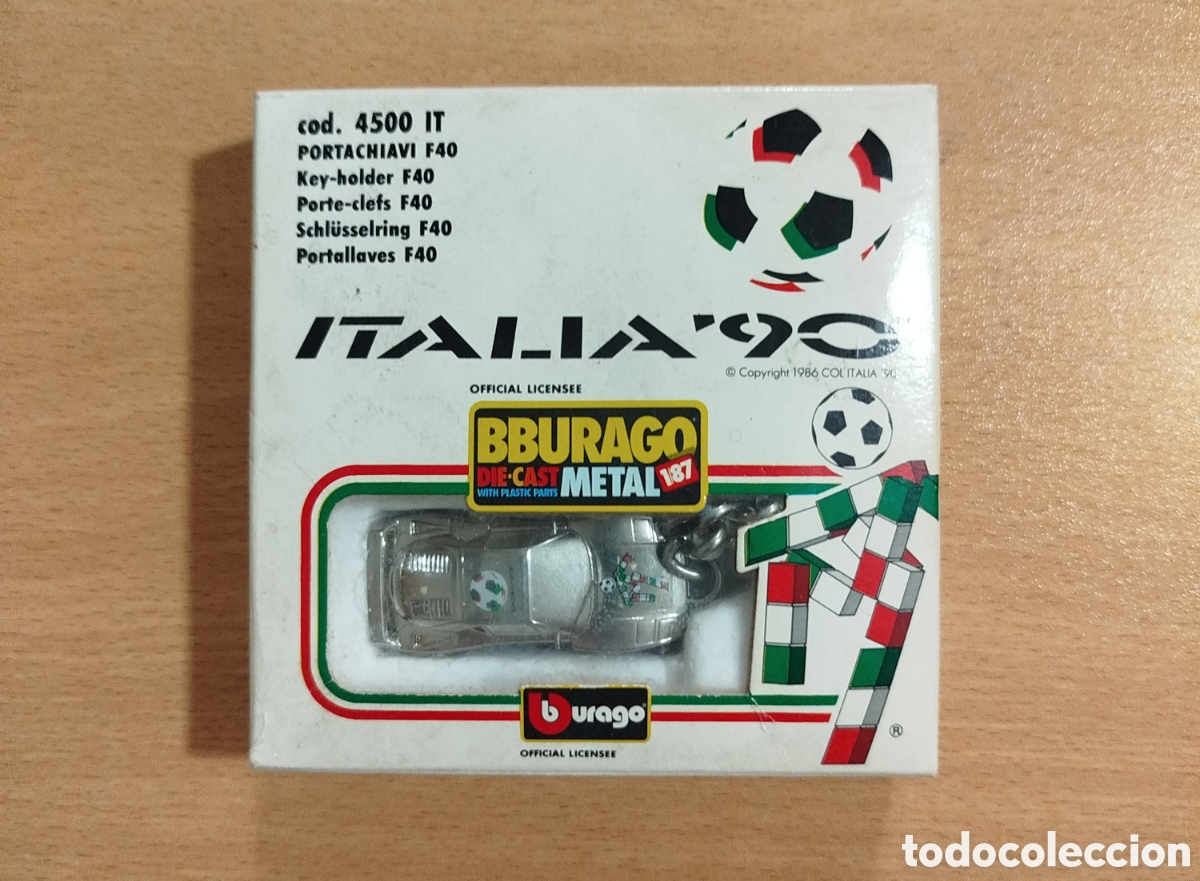 cod. 4500 IT
PORTACHIAVI F40
Key-holder F40
Porte-clefs F40
Schlüsselring F40
Portallaves F40
ITALIA '90
© Copyright 1986 COL ITALIA '90
OFFICIAL LICENSEE
BBURAGO
DIE·CAST METAL 1:87
WITH PLASTIC PARTS
burago
OFFICIAL LICENSEE
®
todocoleccion